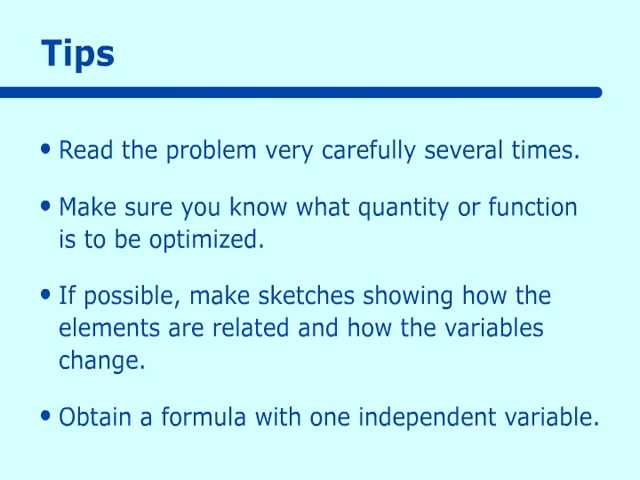 Tips
• Read the problem very carefully several times.
• Make sure you know what quantity or function
is to be optimized.
• If possible, make sketches showing how the
elements are related and how the variables
change.
• Obtain a formula with one independent variable.